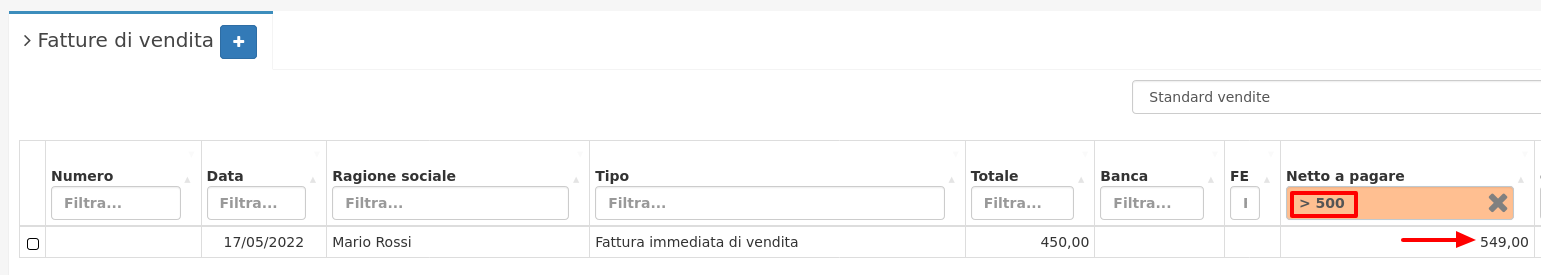 Fatture di vendita +
Standard vendite
Numero Data Ragione sociale Tipo Totale Banca FE Netto a pagare
Filtra... Filtra... Filtra... Filtra... Filtra... Filtra... > 500
17/05/2022 Mario Rossi Fattura immediata di vendita 450,00 549,00